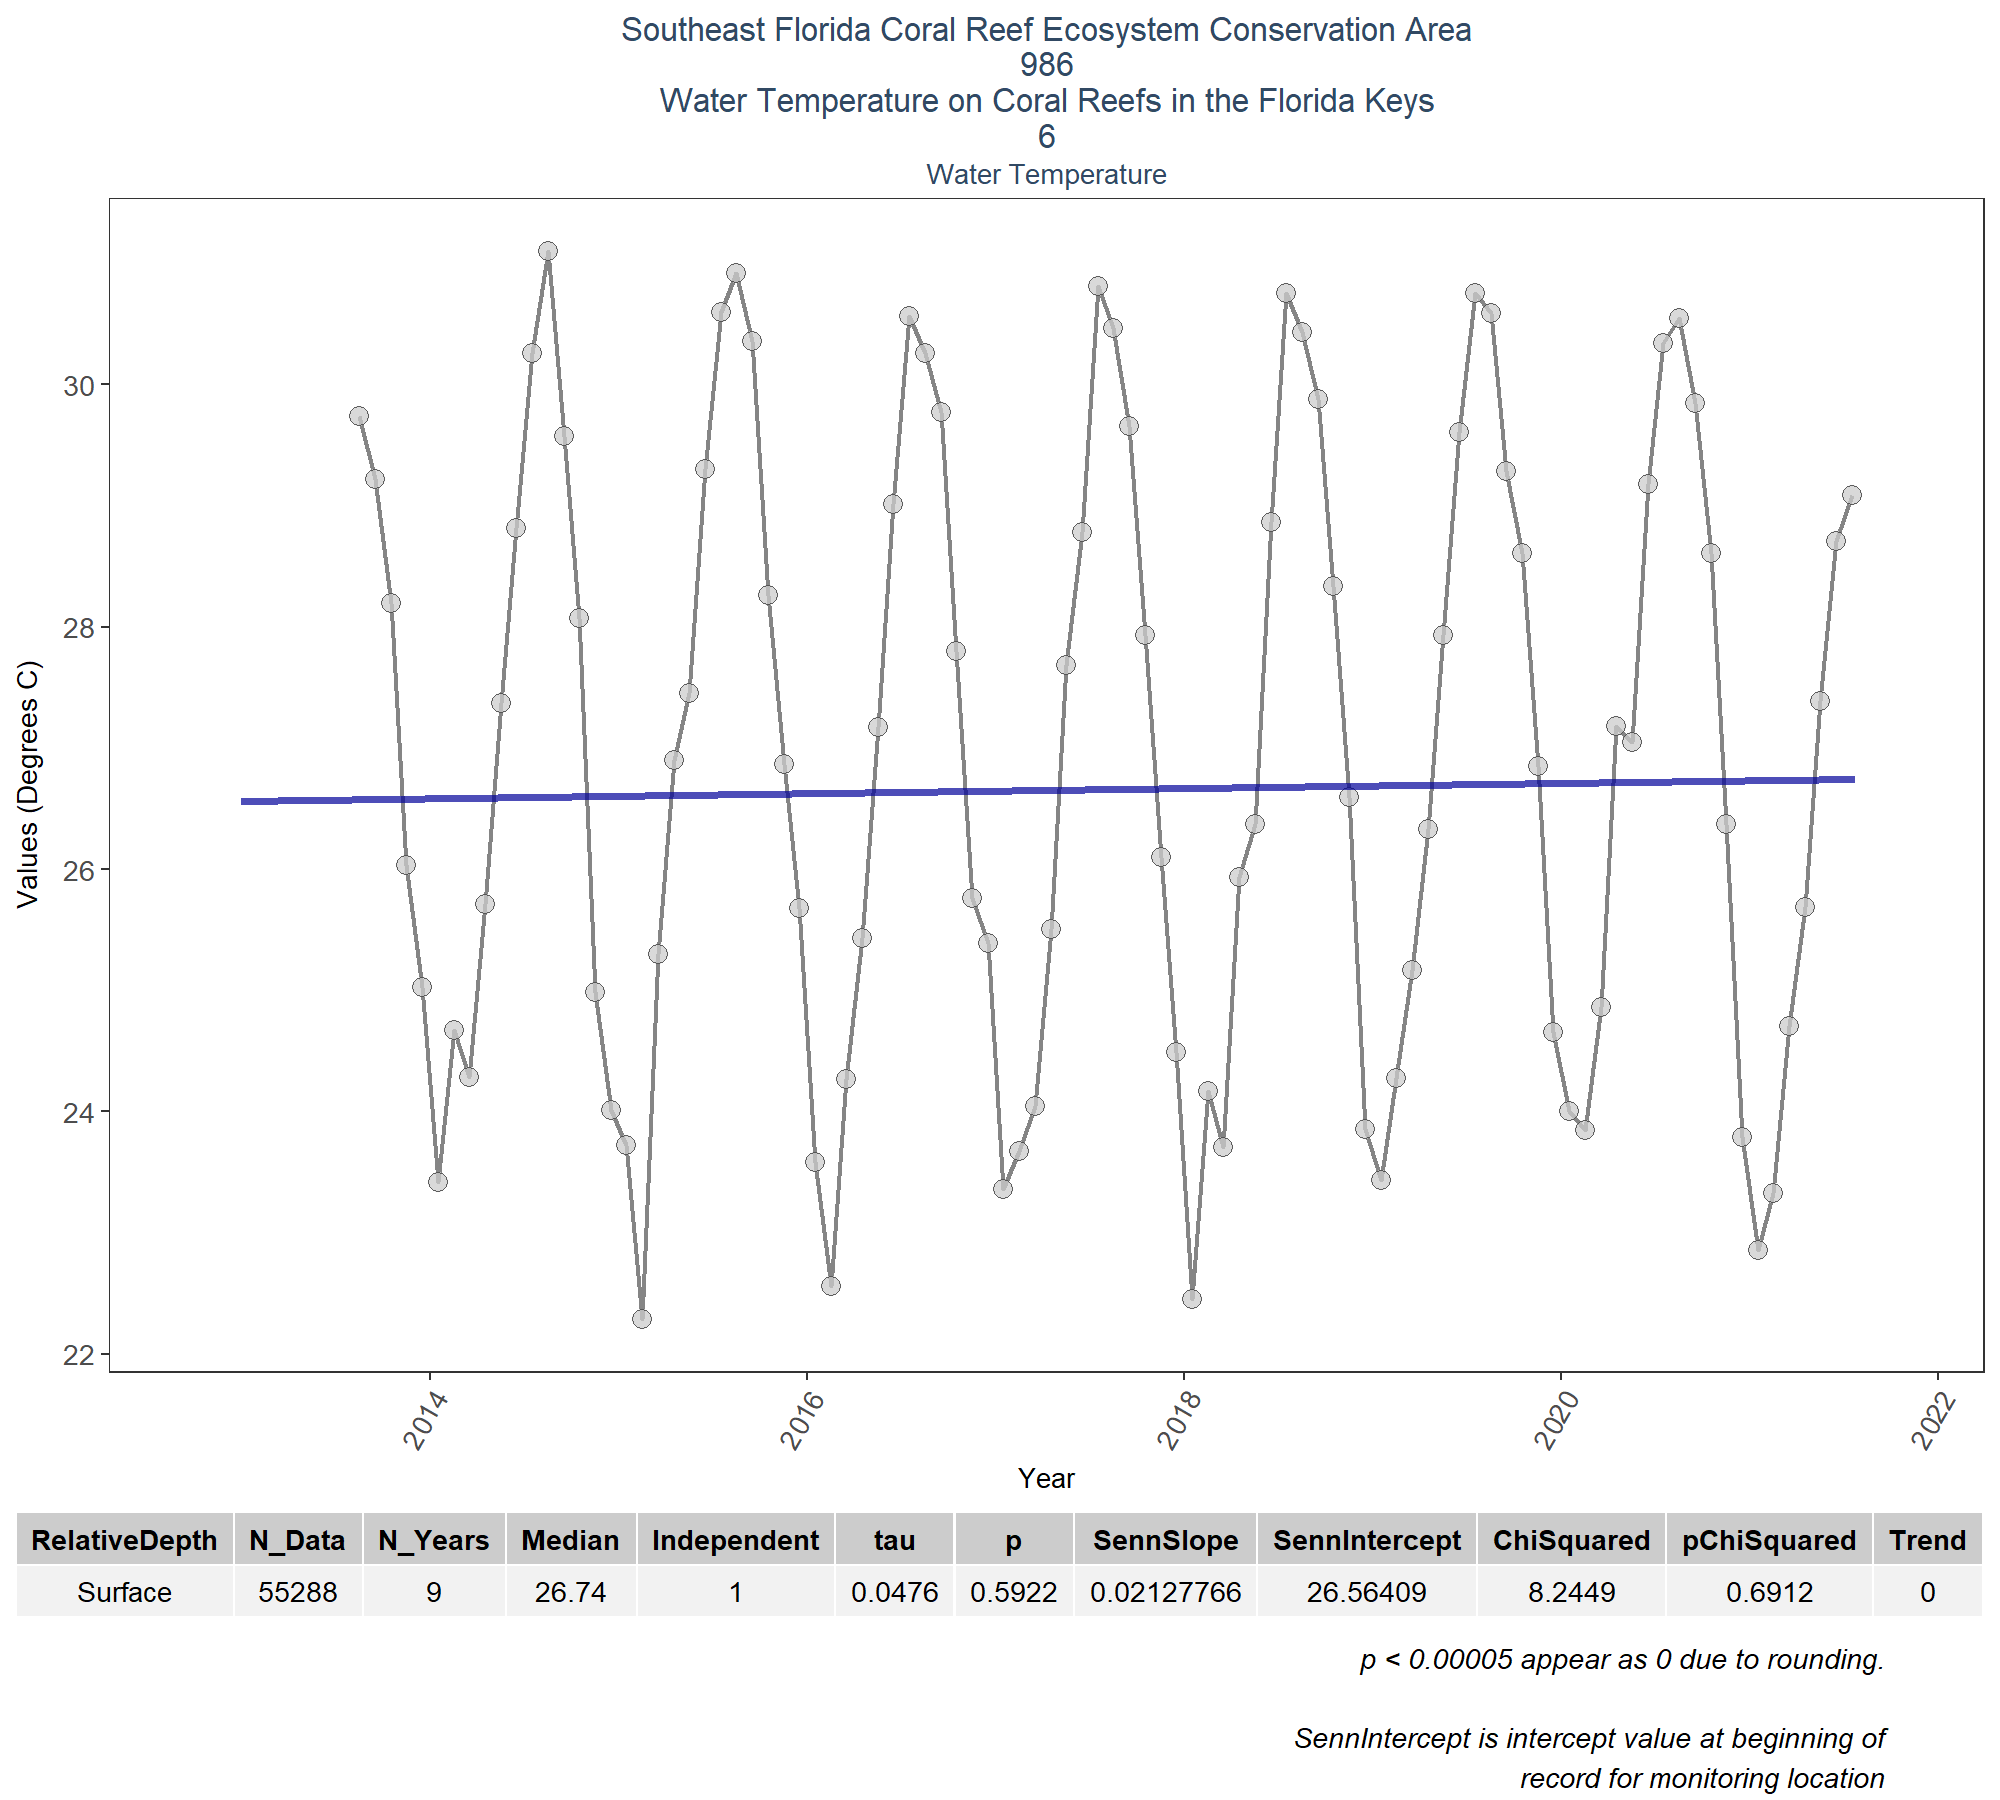 Southeast Florida Coral Reef Ecosystem Conservation Area
986
Water Temperature on Coral Reefs in the Florida Keys
6
Water Temperature
Values (Degrees C)
30
28
26
24
22
2014
2016
2018
2020
2022
Year
RelativeDepth N_Data N_Years Median Independent tau p SennSlope SennIntercept ChiSquared pChiSquared Trend
Surface 55288 9 26.74 1 0.0476 0.5922 0.02127766 26.56409 8.2449 0.6912 0
p < 0.00005 appear as 0 due to rounding.
SennIntercept is intercept value at beginning of
record for monitoring location